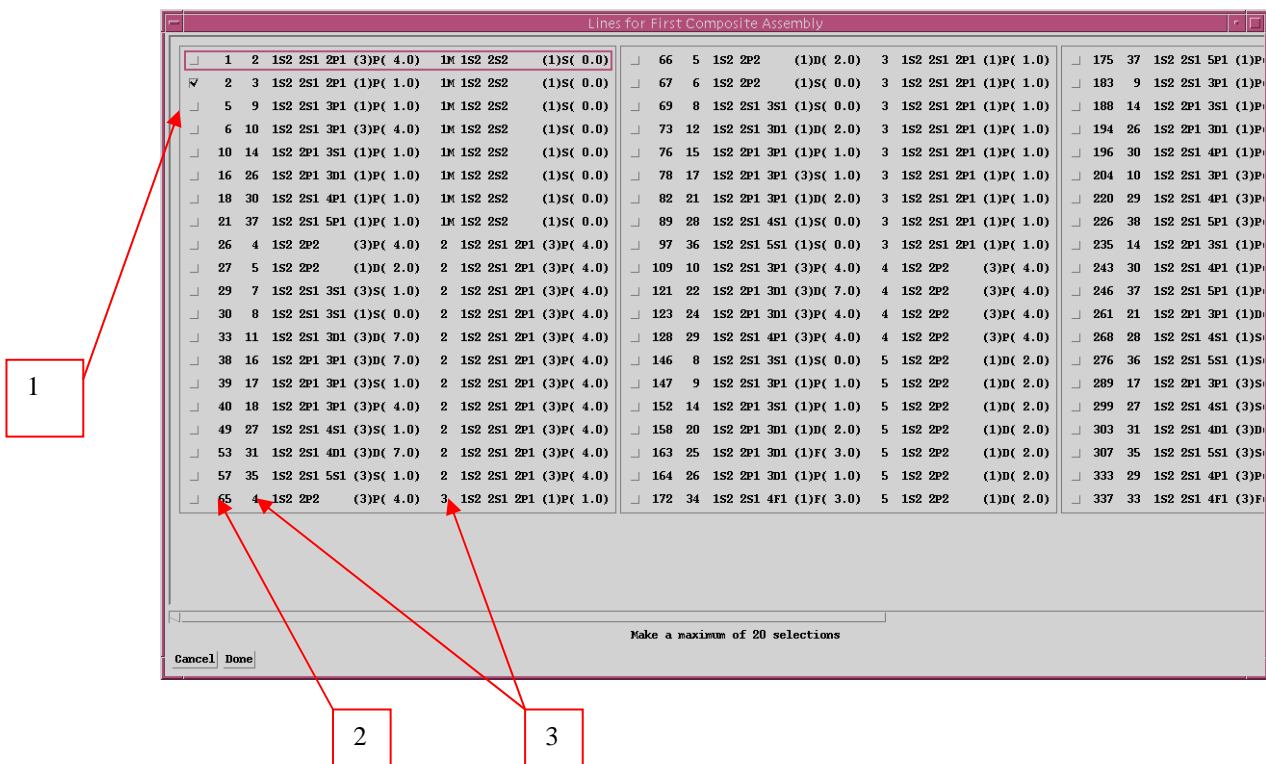 Lines for First Composite Assembly
1 2 1S2 2S1 2P1 (3)P( 4.0) 1M 1S2 2S2 (1)S( 0.0)
2 3 1S2 2S1 2P1 (1)P( 1.0) 1M 1S2 2S2 (1)S( 0.0)
5 9 1S2 2S1 3P1 (1)P( 1.0) 1M 1S2 2S2 (1)S( 0.0)
6 10 1S2 2S1 3P1 (3)P( 4.0) 1M 1S2 2S2 (1)S( 0.0)
10 14 1S2 2P1 3S1 (1)P( 1.0) 1M 1S2 2S2 (1)S( 0.0)
16 26 1S2 2P1 3D1 (1)P( 1.0) 1M 1S2 2S2 (1)S( 0.0)
18 30 1S2 2S1 4P1 (1)P( 1.0) 1M 1S2 2S2 (1)S( 0.0)
21 37 1S2 2S1 5P1 (1)P( 1.0) 1M 1S2 2S2 (1)S( 0.0)
26 4 1S2 2P2 (3)P( 4.0) 2 1S2 2S1 2P1 (3)P( 4.0)
27 5 1S2 2P2 (1)D( 2.0) 2 1S2 2S1 2P1 (3)P( 4.0)
29 7 1S2 2S1 3S1 (3)S( 1.0) 2 1S2 2S1 2P1 (3)P( 4.0)
30 8 1S2 2S1 3S1 (1)S( 0.0) 2 1S2 2S1 2P1 (3)P( 4.0)
33 11 1S2 2S1 3D1 (3)D( 7.0) 2 1S2 2S1 2P1 (3)P( 4.0)
38 16 1S2 2P1 3P1 (3)D( 7.0) 2 1S2 2S1 2P1 (3)P( 4.0)
39 17 1S2 2P1 3P1 (3)S( 1.0) 2 1S2 2S1 2P1 (3)P( 4.0)
40 18 1S2 2P1 3P1 (3)P( 4.0) 2 1S2 2S1 2P1 (3)P( 4.0)
49 27 1S2 2S1 4S1 (3)S( 1.0) 2 1S2 2S1 2P1 (3)P( 4.0)
53 31 1S2 2S1 4D1 (3)D( 7.0) 2 1S2 2S1 2P1 (3)P( 4.0)
57 35 1S2 2S1 5S1 (3)S( 1.0) 2 1S2 2S1 2P1 (3)P( 4.0)
65 4 1S2 2P2 (3)P( 4.0) 3 1S2 2S1 2P1 (1)P( 1.0)
66 5 1S2 2P2 (1)D( 2.0) 3 1S2 2S1 2P1 (1)P( 1.0)
67 6 1S2 2P2 (1)S( 0.0) 3 1S2 2S1 2P1 (1)P( 1.0)
69 8 1S2 2S1 3S1 (1)S( 0.0) 3 1S2 2S1 2P1 (1)P( 1.0)
73 12 1S2 2S1 3D1 (1)D( 2.0) 3 1S2 2S1 2P1 (1)P( 1.0)
76 15 1S2 2P1 3P1 (1)P( 1.0) 3 1S2 2S1 2P1 (1)P( 1.0)
78 17 1S2 2P1 3P1 (3)S( 1.0) 3 1S2 2S1 2P1 (1)P( 1.0)
82 21 1S2 2P1 3P1 (1)D( 2.0) 3 1S2 2S1 2P1 (1)P( 1.0)
89 28 1S2 2S1 4S1 (1)S( 0.0) 3 1S2 2S1 2P1 (1)P( 1.0)
97 36 1S2 2S1 5S1 (1)S( 0.0) 3 1S2 2S1 2P1 (1)P( 1.0)
109 10 1S2 2S1 3P1 (3)P( 4.0) 4 1S2 2P2 (3)P( 4.0)
121 22 1S2 2P1 3D1 (3)D( 7.0) 4 1S2 2P2 (3)P( 4.0)
123 24 1S2 2P1 3D1 (3)P( 4.0) 4 1S2 2P2 (3)P( 4.0)
128 29 1S2 2S1 4P1 (3)P( 4.0) 4 1S2 2P2 (3)P( 4.0)
146 8 1S2 2S1 3S1 (1)S( 0.0) 5 1S2 2P2 (1)D( 2.0)
147 9 1S2 2S1 3P1 (1)P( 1.0) 5 1S2 2P2 (1)D( 2.0)
152 14 1S2 2P1 3S1 (1)P( 1.0) 5 1S2 2P2 (1)D( 2.0)
158 20 1S2 2P1 3D1 (1)D( 2.0) 5 1S2 2P2 (1)D( 2.0)
163 25 1S2 2P1 3D1 (1)F( 3.0) 5 1S2 2P2 (1)D( 2.0)
164 26 1S2 2P1 3D1 (1)P( 1.0) 5 1S2 2P2 (1)D( 2.0)
172 34 1S2 2S1 4F1 (1)F( 3.0) 5 1S2 2P2 (1)D( 2.0)
175 37 1S2 2S1 5P1 (1)P
183 9 1S2 2S1 3P1 (1)P
188 14 1S2 2P1 3S1 (1)P
194 26 1S2 2P1 3D1 (1)P
196 30 1S2 2S1 4P1 (1)P
204 10 1S2 2S1 3P1 (3)P
220 29 1S2 2S1 4P1 (3)P
226 38 1S2 2S1 5P1 (3)P
235 14 1S2 2P1 3S1 (1)P
243 30 1S2 2S1 4P1 (1)P
246 37 1S2 2S1 5P1 (1)P
261 21 1S2 2P1 3P1 (1)D
268 28 1S2 2S1 4S1 (1)S
276 36 1S2 2S1 5S1 (1)S
289 17 1S2 2P1 3P1 (3)S
299 27 1S2 2S1 4S1 (3)S
303 31 1S2 2S1 4D1 (3)D
307 35 1S2 2S1 5S1 (3)S
333 29 1S2 2S1 4P1 (3)P
337 33 1S2 2S1 4F1 (3)F
Make a maximum of 20 selections
Cancel Done
1
2
3